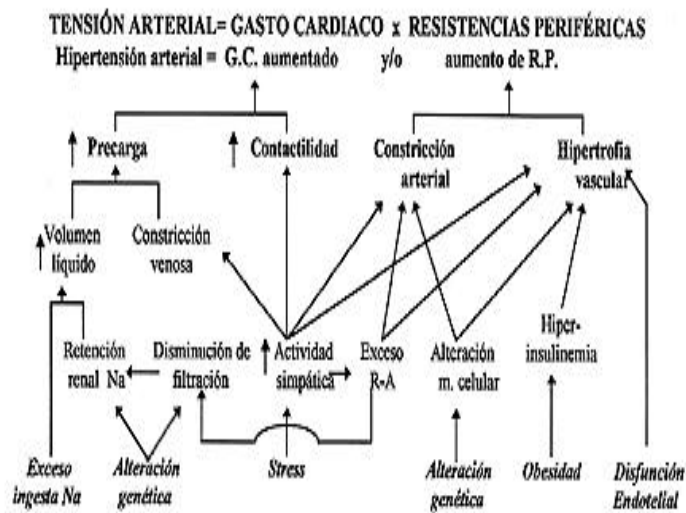 TENSIÓN ARTERIAL= GASTO CARDIACO x RESISTENCIAS PERIFÉRICAS
Hipertensión arterial = G.C. aumentado y/o aumento de R.P.
Precarga
Contactilidad
Constricción
arterial
Hipertrofia
vascular
Volumen
líquido
Constricción
venosa
Retención
renal Na
Disminución de
filtración
Actividad
simpática
Exceso
R-A
Alteración
m. celular
Hiper-
insulinemia
Exceso
ingesta Na
Alteración
genética
Stress
Alteración
genética
Obesidad
Disfunción
Endotelial